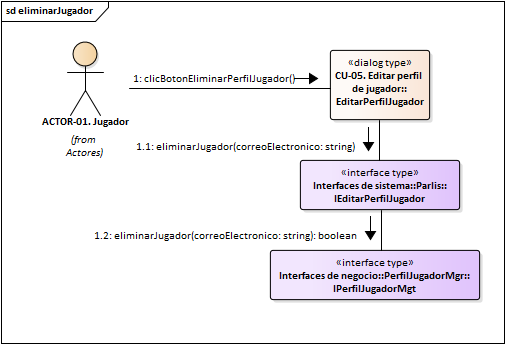 sd eliminarJugador
«dialog type»
CU-05. Editar perfil
de jugador::
EditarPerfilJugador
1: clicBotonEliminarPerfilJugador()
ACTOR-01. Jugador
(from
Actores)
1.1: eliminarJugador(correoElectronico: string)
«interface type»
Interfaces de sistema::Parlis::
IEditarPerfilJugador
1.2: eliminarJugador(correoElectronico: string): boolean
«interface type»
Interfaces de negocio::PerfilJugadorMgr::
IPerfilJugadorMgt